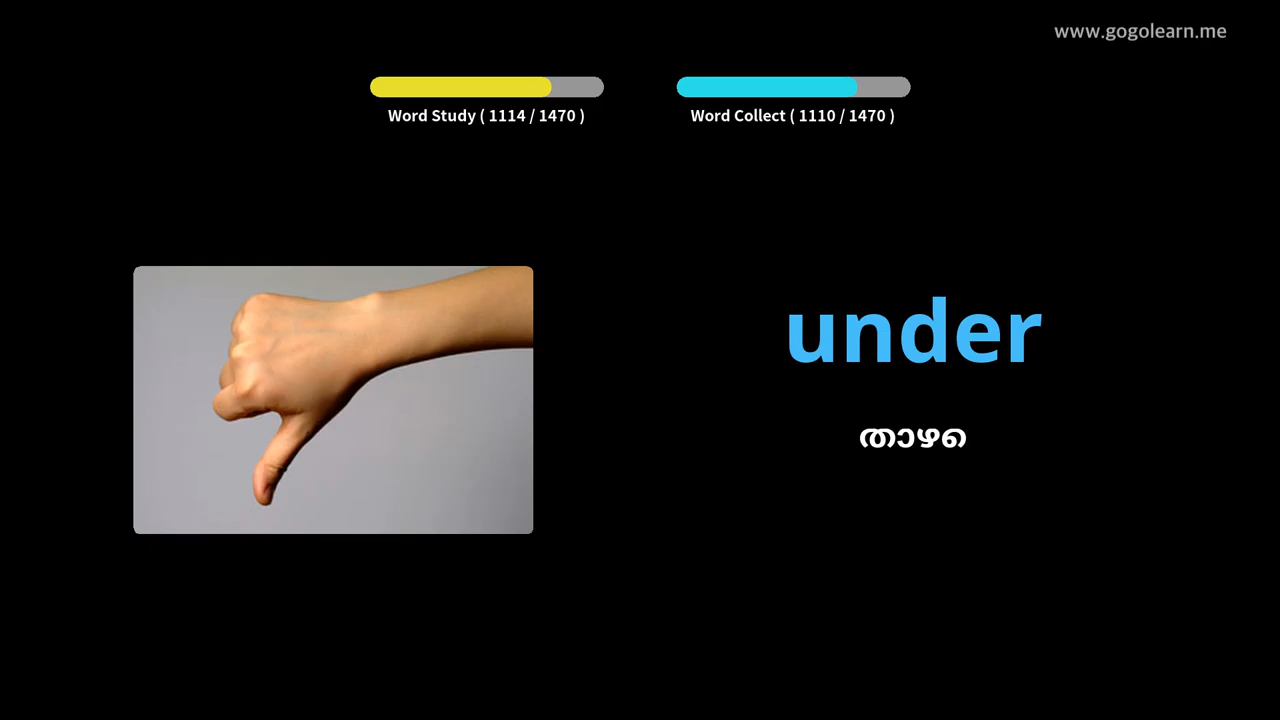 www.gogolearn.me
Word Study ( 1114 / 1470 )
Word Collect ( 1110 / 1470 )
under
താഴെ